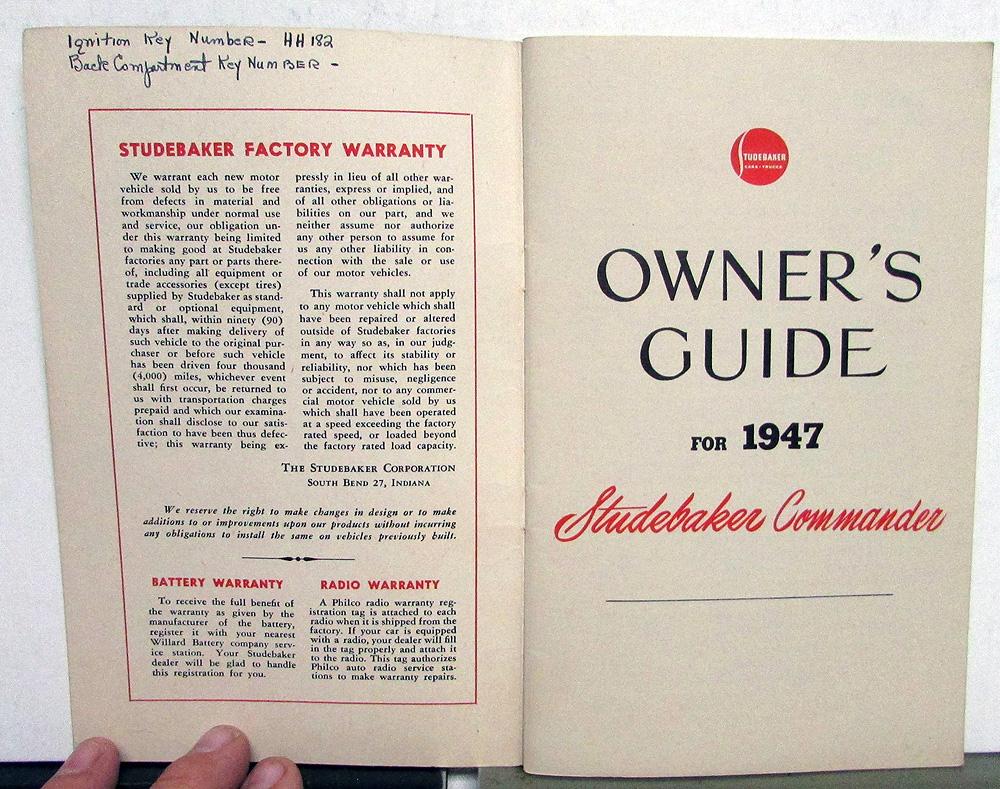 Ignition Key Number- HH 182
Back Compartment Key NUMBER -
STUDEBAKER FACTORY WARRANTY
We warrant each new motor
vehicle sold by us to be free
from defects in material and
workmanship under normal use
and service, our obligation un-
der this warranty being limited
to making good at Studebaker
factories any part or parts there-
of, including all equipment or
trade accessories (except tires)
supplied by Studebaker as stand-
ard or optional equipment,
which shall, within ninety (90)
days after making delivery of
such vehicle to the original pur-
chaser or before such vehicle
has been driven four thousand
(4,000) miles, whichever event
shall first occur, be returned to
us with transportation charges
prepaid and which our examina-
tion shall disclose to our satis-
faction to have been thus defec-
tive; this warranty being ex-
pressly in lieu of all other war-
ranties, express or implied, and
of all other obligations or lia-
bilities on our part, and we
neither assume nor authorize
any other person to assume for
us any other liability in con-
nection with the sale or use
of our motor vehicles.
This warranty shall not apply
to any motor vehicle which shall
have been repaired or altered
outside of Studebaker factories
in any way so as, in our judg-
ment, to affect its stability or
reliability, nor which has been
subject to misuse, negligence
or accident, nor to any commer-
cial motor vehicle sold by us
which shall have been operated
at a speed exceeding the factory
rated speed, or loaded beyond
the factory rated load capacity.
THE STUDEBAKER CORPORATION
SOUTH BEND 27, INDIANA
We reserve the right to make changes in design or to make
additions to or improvements upon our products without incurring
any obligations to install the same on vehicles previously built.
BATTERY WARRANTY
To receive the full benefit of
the warranty as given by the
manufacturer of the battery,
register it with your nearest
Willard Battery company serv-
ice station. Your Studebaker
dealer will be glad to handle
this registration for you.
RADIO WARRANTY
A Philco radio warranty reg-
istration tag is attached to each
radio when it is shipped from the
factory. If your car is equipped
with a radio, your dealer will fill
in the tag properly and attach it
to the radio. This tag authorizes
Philco auto radio service sta-
tions to make warranty repairs.
STUDEBAKER
CARS • TRUCKS
OWNER'S
GUIDE
FOR 1947
Studebaker Commander